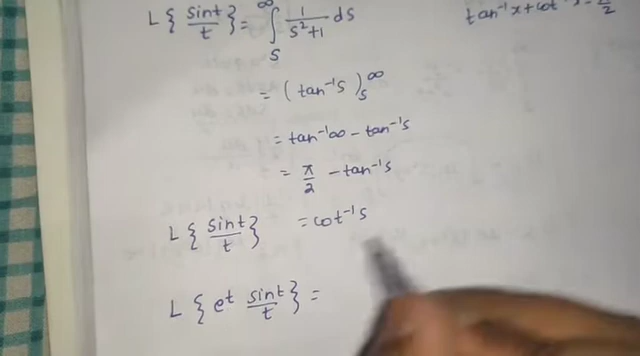 L{sint/t} = ∫_S^∞ 1/(s²+1) ds
tan⁻¹x + cot⁻¹x = π/2
= (tan⁻¹s)_s^∞
= tan⁻¹∞ - tan⁻¹s
= π/2 - tan⁻¹s
L{sint/t} = cot⁻¹s
L{e^t sint/t} =